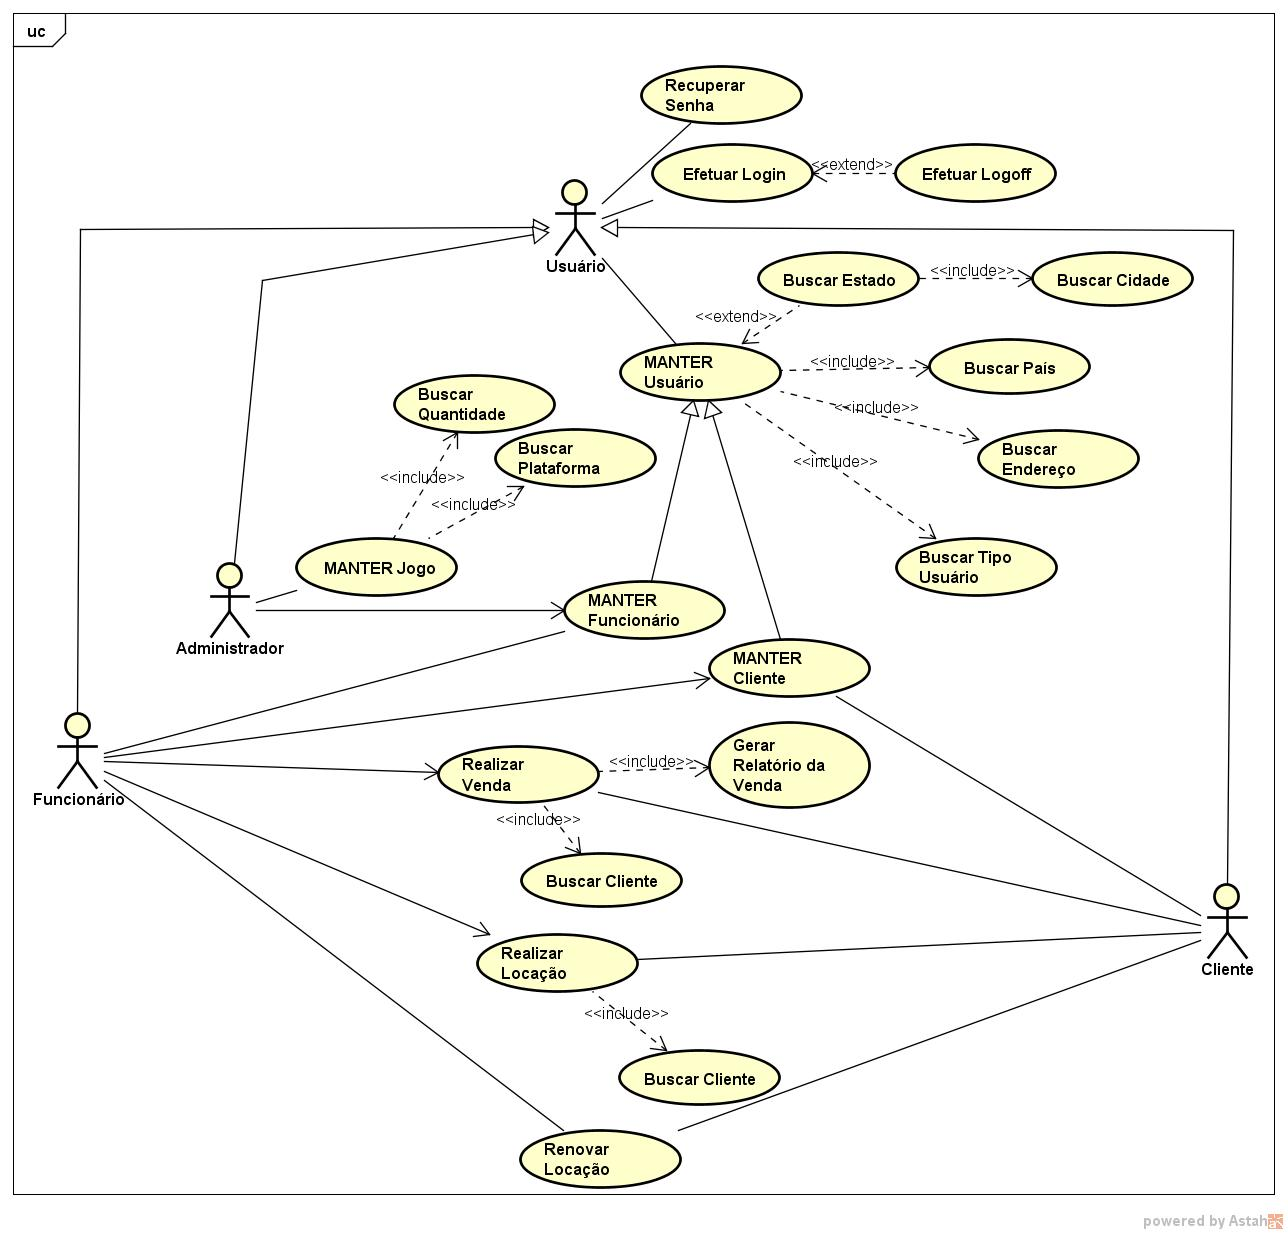 uc
Recuperar
Senha
Efetuar Login
<<extend>>
Efetuar Logoff
Usuário
Buscar Estado
<<include>>
Buscar Cidade
<<extend>>
MANTER
Usuário
<<include>>
Buscar País
<<include>>
Buscar
Endereço
<<include>>
Buscar Tipo
Usuário
Buscar
Quantidade
Buscar
Plataforma
<<include>>
<<include>>
MANTER Jogo
Administrador
MANTER
Funcionário
MANTER
Cliente
Funcionário
Realizar
Venda
<<include>>
Gerar
Relatório da
Venda
<<include>>
Buscar Cliente
Realizar
Locação
<<include>>
Buscar Cliente
Cliente
Renovar
Locação
powered by Astah